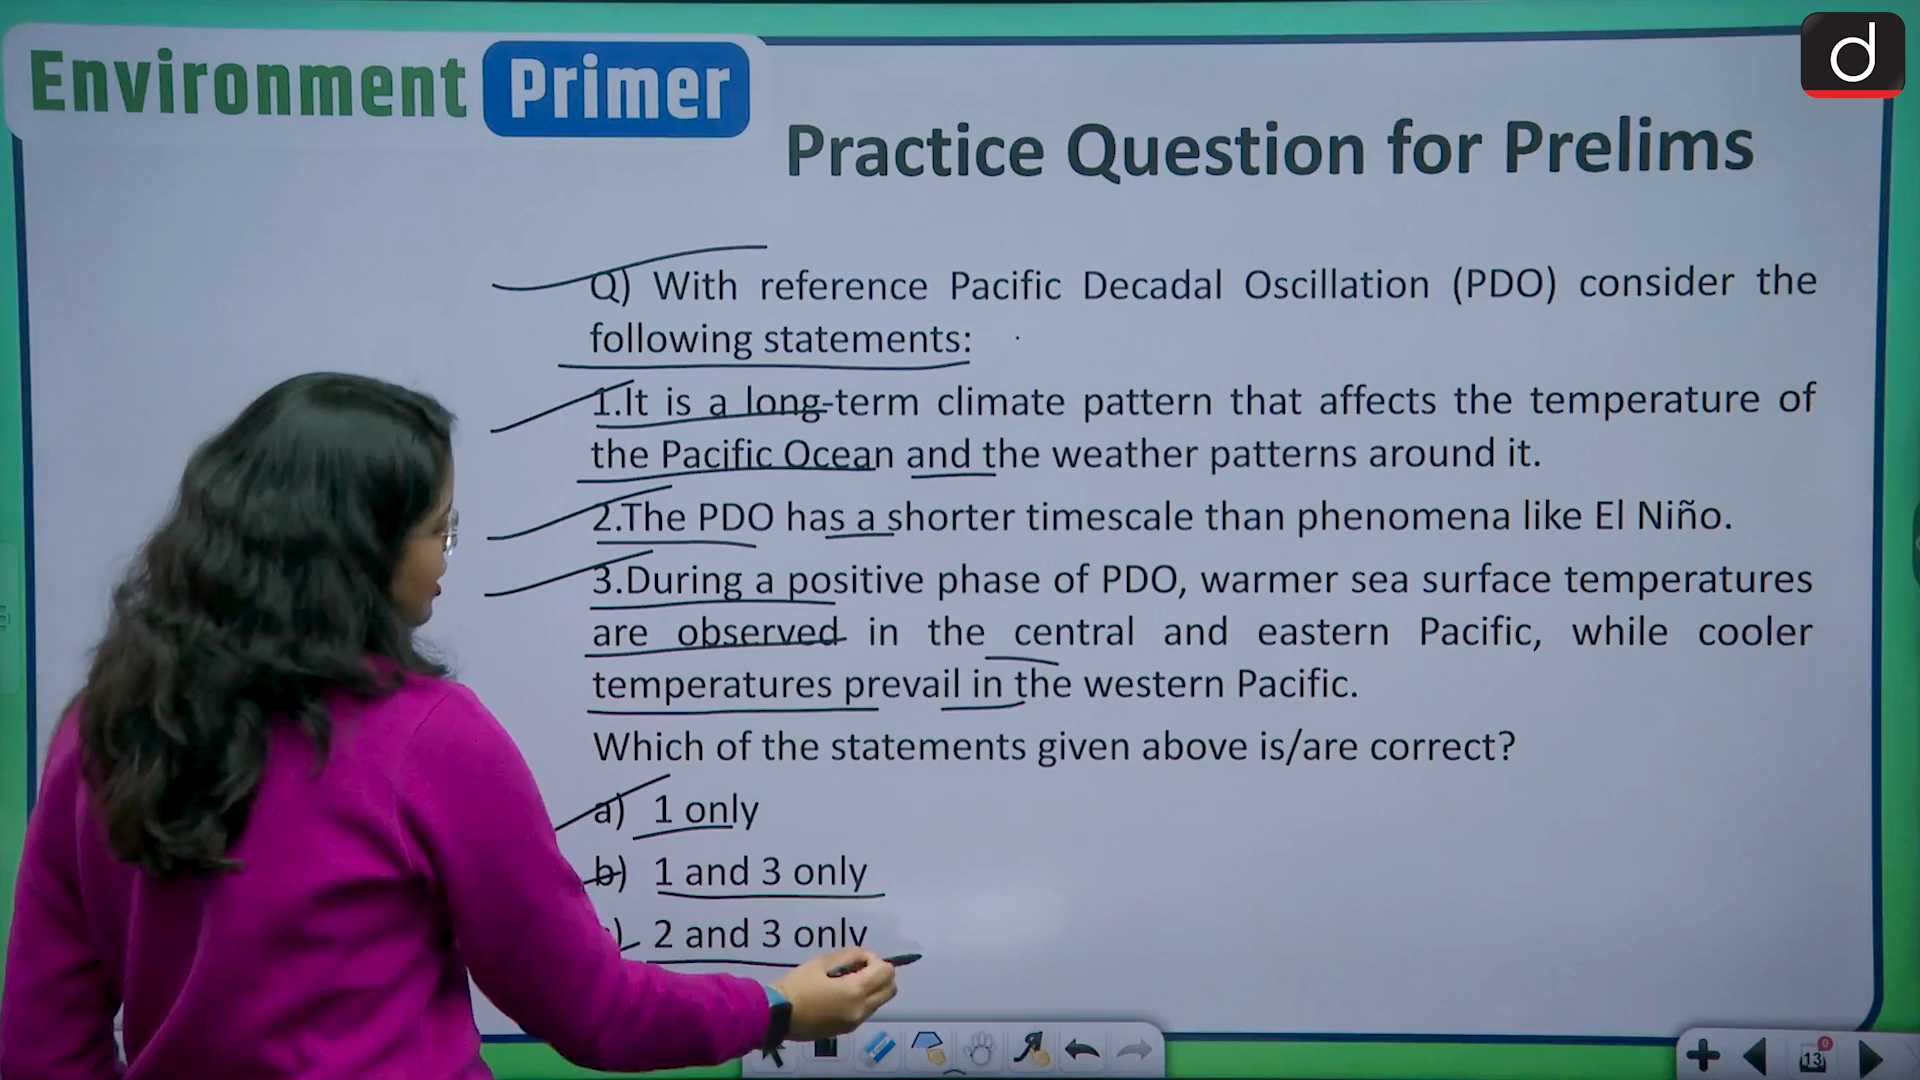 Environment Primer
d
Practice Question for Prelims
Q) With reference Pacific Decadal Oscillation (PDO) consider the
following statements:
1.It is a long-term climate pattern that affects the temperature of
the Pacific Ocean and the weather patterns around it.
2.The PDO has a shorter timescale than phenomena like El Niño.
3.During a positive phase of PDO, warmer sea surface temperatures
are observed in the central and eastern Pacific, while cooler
temperatures prevail in the western Pacific.
Which of the statements given above is/are correct?
a) 1 only
b) 1 and 3 only
) 2 and 3 only
13
0